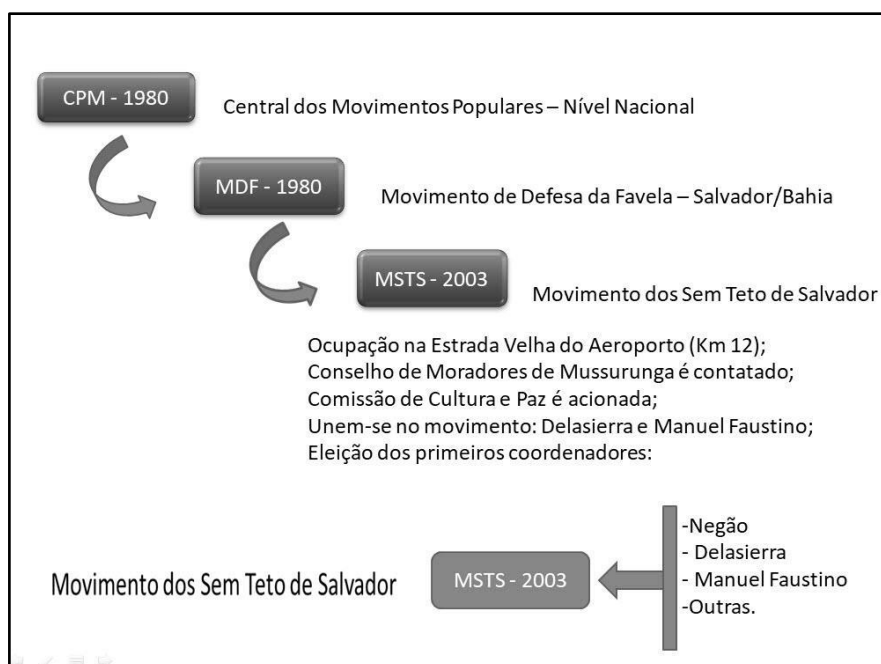 CPM - 1980
Central dos Movimentos Populares – Nível Nacional
MDF - 1980
Movimento de Defesa da Favela – Salvador/Bahia
MSTS - 2003
Movimento dos Sem Teto de Salvador
Ocupação na Estrada Velha do Aeroporto (Km 12);
Conselho de Moradores de Mussurunga é contatado;
Comissão de Cultura e Paz é acionada;
Unem-se no movimento: Delasierra e Manuel Faustino;
Eleição dos primeiros coordenadores:
Movimento dos Sem Teto de Salvador
MSTS - 2003
-Negão
- Delasierra
- Manuel Faustino
-Outras.